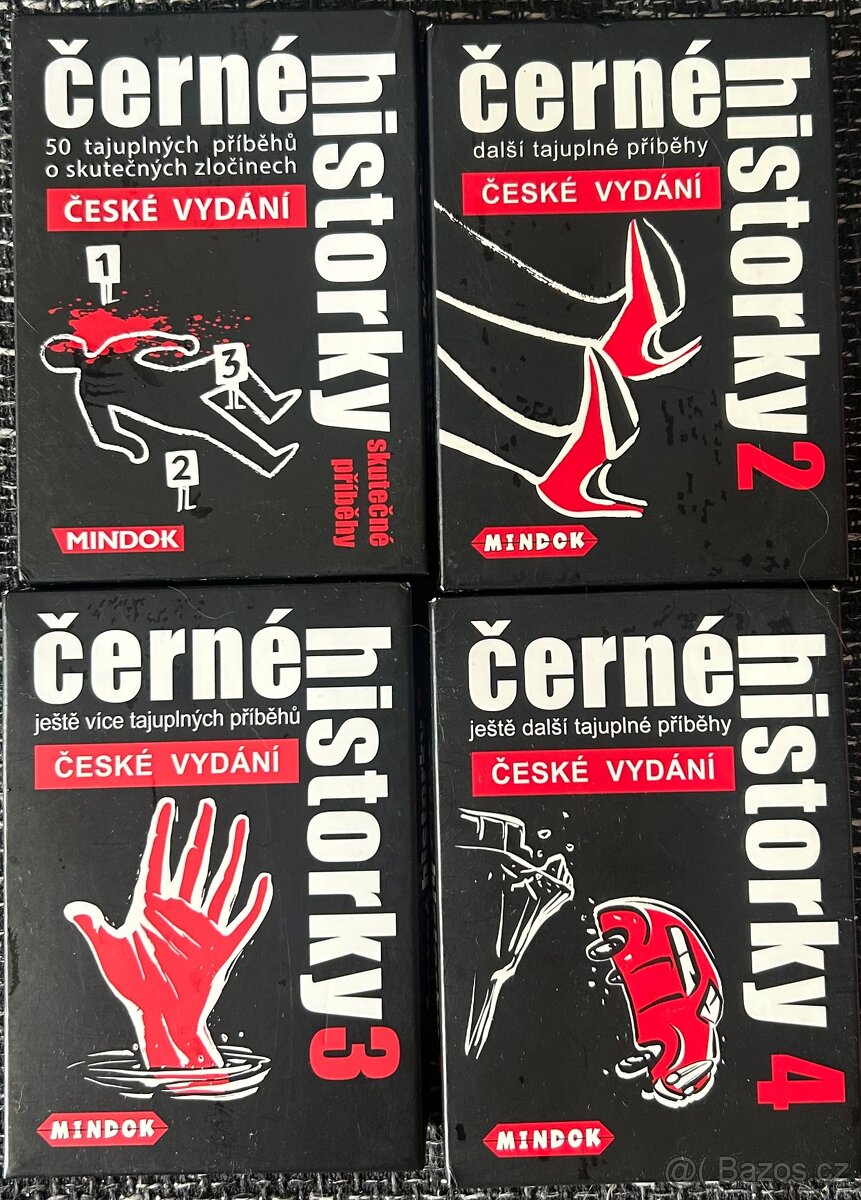 černé
historky
50 tajuplných příběhů
o skutečných zločinech
ČESKÉ VYDÁNÍ
1
3
2
skutečné
příběhy
MINDOK
černé
historky 2
další tajuplné příběhy
ČESKÉ VYDÁNÍ
MINDOK
černé
historky 3
ještě více tajuplných příběhů
ČESKÉ VYDÁNÍ
MINDOK
černé
historky 4
ještě další tajuplné příběhy
ČESKÉ VYDÁNÍ
MINDOK
@( Bazos.cz